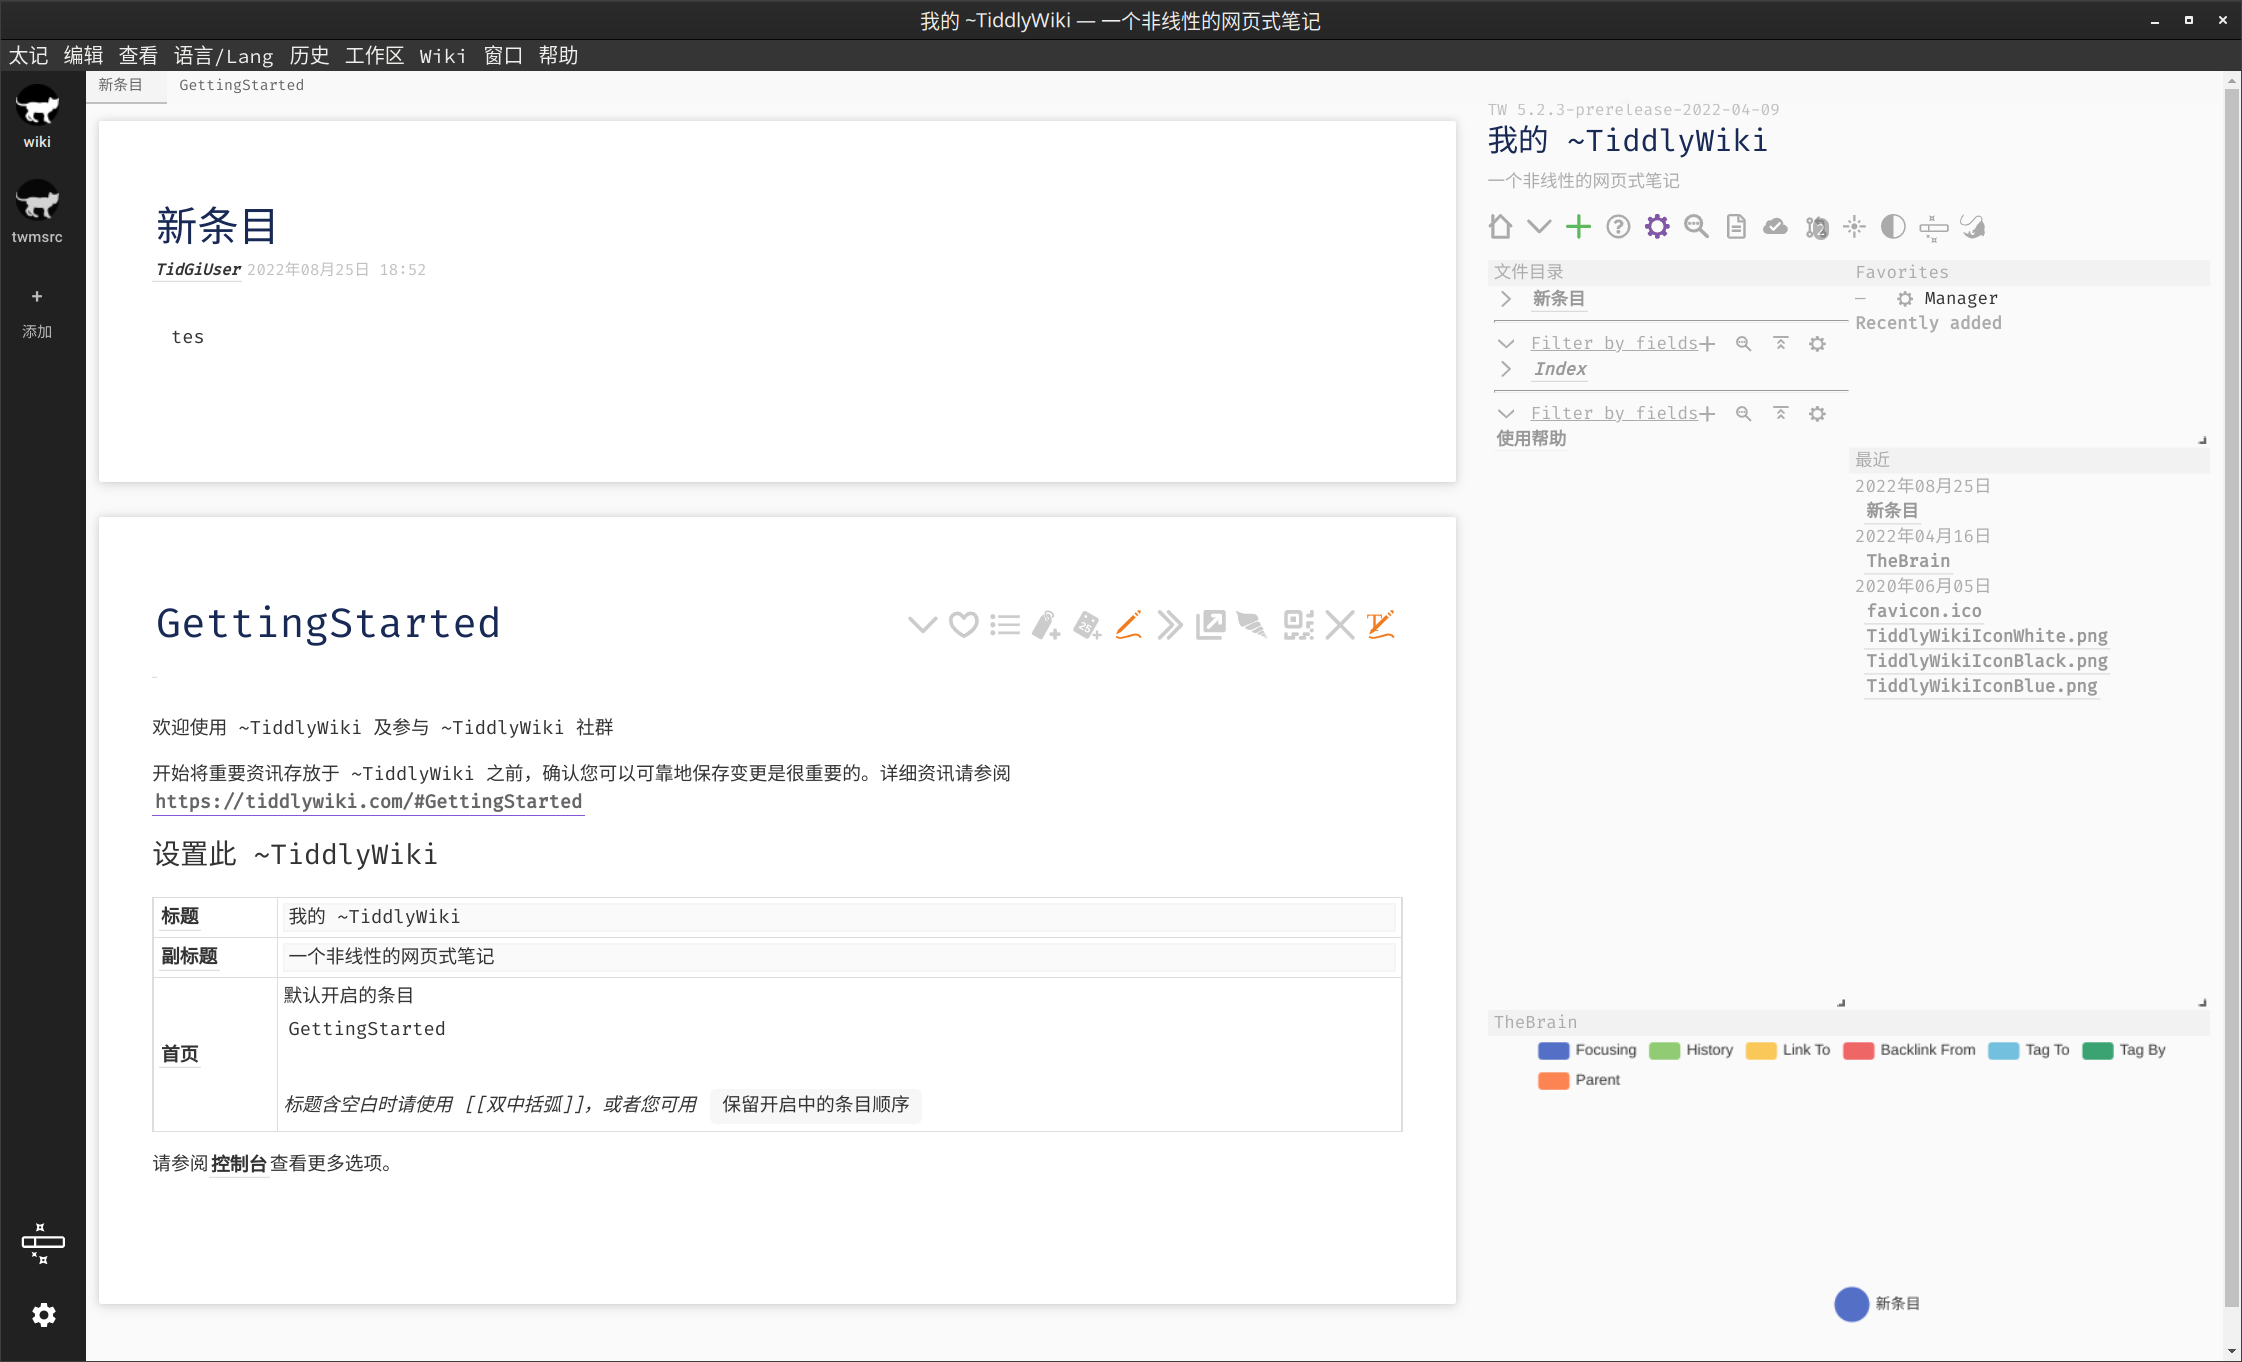 我的 ~TiddlyWiki — 一个非线性的网页式笔记
太记 编辑 查看 语言/Lang 历史 工作区 Wiki 窗口 帮助
wiki
twmsrc
+
添加
新条目 GettingStarted
新条目
TidGiUser 2022年08月25日 18:52
tes
GettingStarted
25
欢迎使用 ~TiddlyWiki 及参与 ~TiddlyWiki 社群
开始将重要资讯存放于 ~TiddlyWiki 之前，确认您可以可靠地保存变更是很重要的。详细资讯请参阅
https://tiddlywiki.com/#GettingStarted
设置此 ~TiddlyWiki
标题 我的 ~TiddlyWiki
副标题 一个非线性的网页式笔记
首页
默认开启的条目
GettingStarted
标题含空白时请使用 [[双中括弧]]，或者您可用 保留开启中的条目顺序
请参阅控制台查看更多选项。
TW 5.2.3-prerelease-2022-04-09
我的 ~TiddlyWiki
一个非线性的网页式笔记
2
文件目录
新条目
Filter by fields
Index
Filter by fields
使用帮助
Favorites
— Manager
Recently added
最近
2022年08月25日
新条目
2022年04月16日
TheBrain
2020年06月05日
favicon.ico
TiddlyWikiIconWhite.png
TiddlyWikiIconBlack.png
TiddlyWikiIconBlue.png
TheBrain
Focusing History Link To Backlink From Tag To Tag By
Parent
新条目